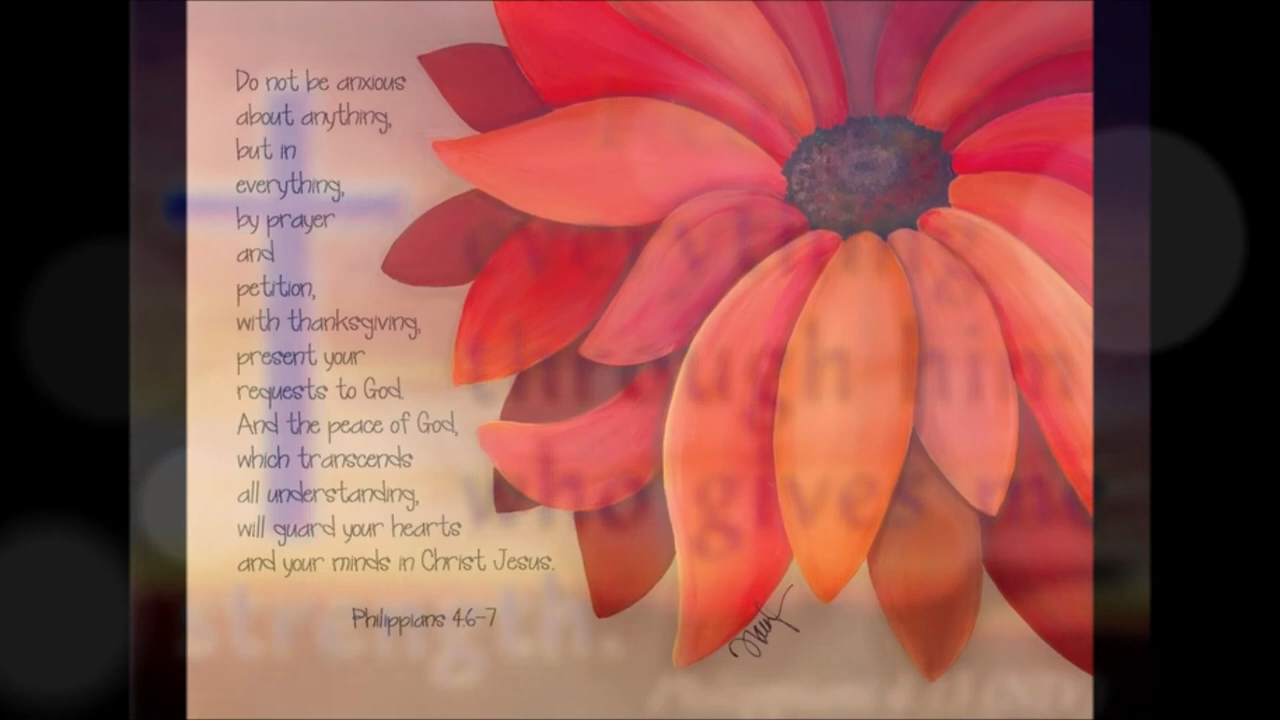 Do not be anxious
about anything,
but in
everything,
by prayer
and
petition,
with thanksgiving,
present your
requests to God.
And the peace of God,
which transcends
all understanding,
will guard your hearts
and your minds in Christ Jesus.
Philippians 4:6-7
through him
who gives me
strength.